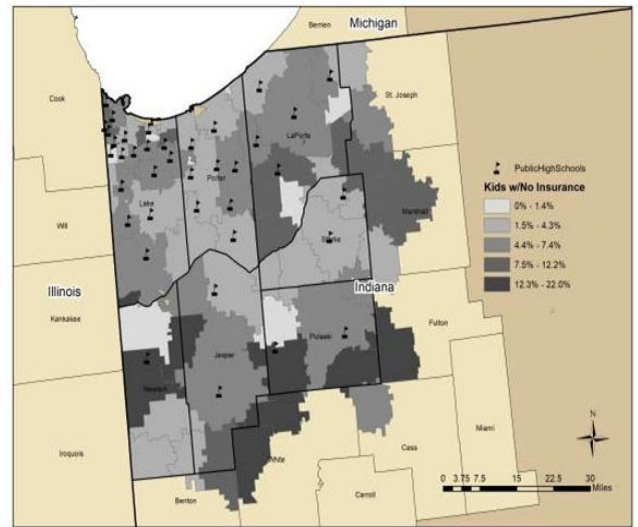 Berrien
Michigan
Cook
St. Joseph
LaPorte
Porter
PublicHighSchools
Kids w/No Insurance
0% - 1.4%
1.5% - 4.3%
4.4% - 7.4%
7.5% - 12.2%
12.3% - 22.0%
Lake
Marshall
Will
Starke
Illinois
Indiana
Kankakee
Fulton
Pulaski
Jasper
Newton
N
Iroquois
Miami
Cass
White
0 3.75 7.5 15 22.5 30
Miles
Benton
Carroll